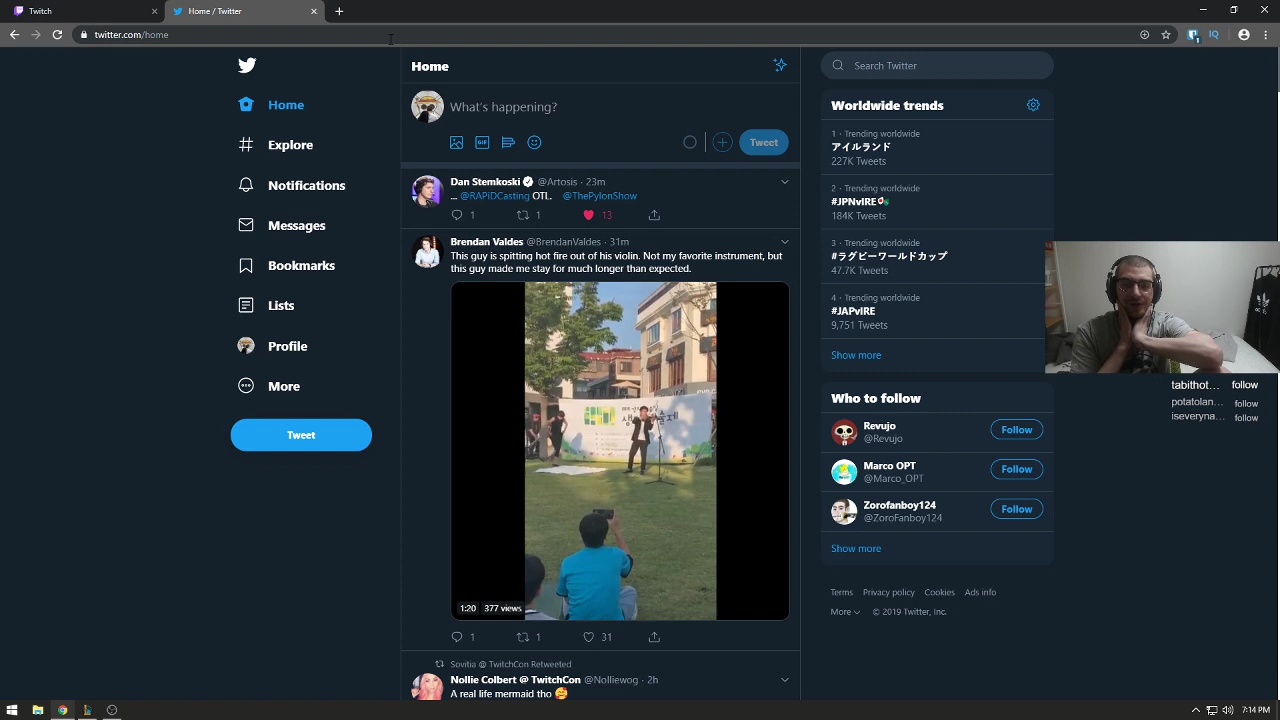 Twitch
Home / Twitter
twitter.com/home
IQ
Home
Explore
Notifications
Messages
Bookmarks
Lists
Profile
More
Tweet
Home
What's happening?
GIF
Tweet
Dan Stemkoski @Artosis · 23m
... @RAPiDCasting OTL. @ThePylonShow
1 1 13
Brendan Valdes @BrendanValdes · 31m
This guy is spitting hot fire out of his violin. Not my favorite instrument, but
this guy made me stay for much longer than expected.
1:20 377 views
1 1 31
Sovitia @ TwitchCon Retweeted
Nollie Colbert @ TwitchCon @Nolliewog · 2h
A real life mermaid tho 🥰
Search Twitter
Worldwide trends
1 · Trending worldwide
アイルランド
227K Tweets
2 · Trending worldwide
#JPNvIRE
184K Tweets
3 · Trending worldwide
#ラグビーワールドカップ
47.7K Tweets
4 · Trending worldwide
#JAPvIRE
9,751 Tweets
Show more
Who to follow
Revujo
@Revujo
Follow
Marco OPT
@Marco_OPT
Follow
Zorofanboy124
@ZoroFanboy124
Follow
Show more
Terms Privacy policy Cookies Ads info
More © 2019 Twitter, Inc.
tabithot... follow
potatolan... follow
iseveryna... follow
7:14 PM